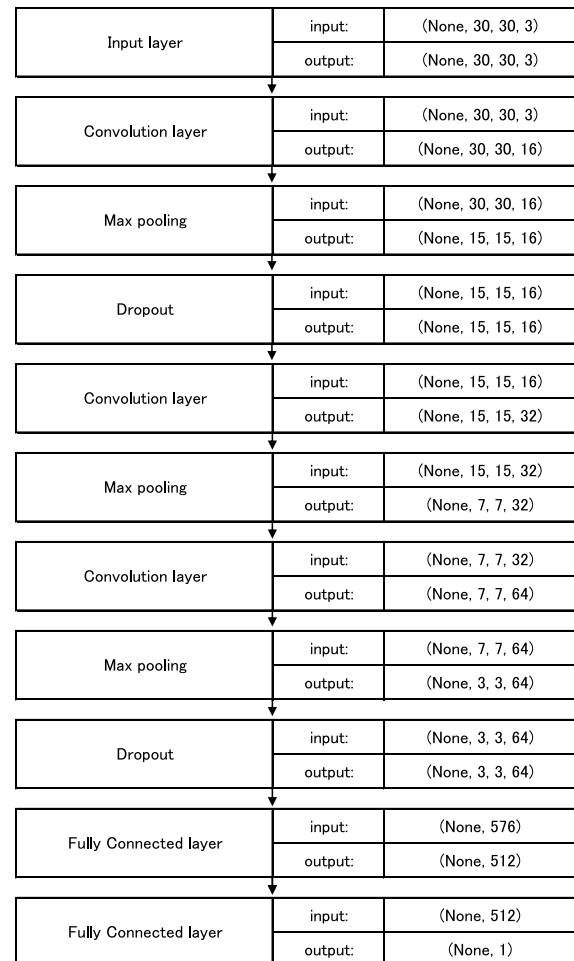 Input layer
input: (None, 30, 30, 3)
output: (None, 30, 30, 3)
Convolution layer
input: (None, 30, 30, 3)
output: (None, 30, 30, 16)
Max pooling
input: (None, 30, 30, 16)
output: (None, 15, 15, 16)
Dropout
input: (None, 15, 15, 16)
output: (None, 15, 15, 16)
Convolution layer
input: (None, 15, 15, 16)
output: (None, 15, 15, 32)
Max pooling
input: (None, 15, 15, 32)
output: (None, 7, 7, 32)
Convolution layer
input: (None, 7, 7, 32)
output: (None, 7, 7, 64)
Max pooling
input: (None, 7, 7, 64)
output: (None, 3, 3, 64)
Dropout
input: (None, 3, 3, 64)
output: (None, 3, 3, 64)
Fully Connected layer
input: (None, 576)
output: (None, 512)
Fully Connected layer
input: (None, 512)
output: (None, 1)